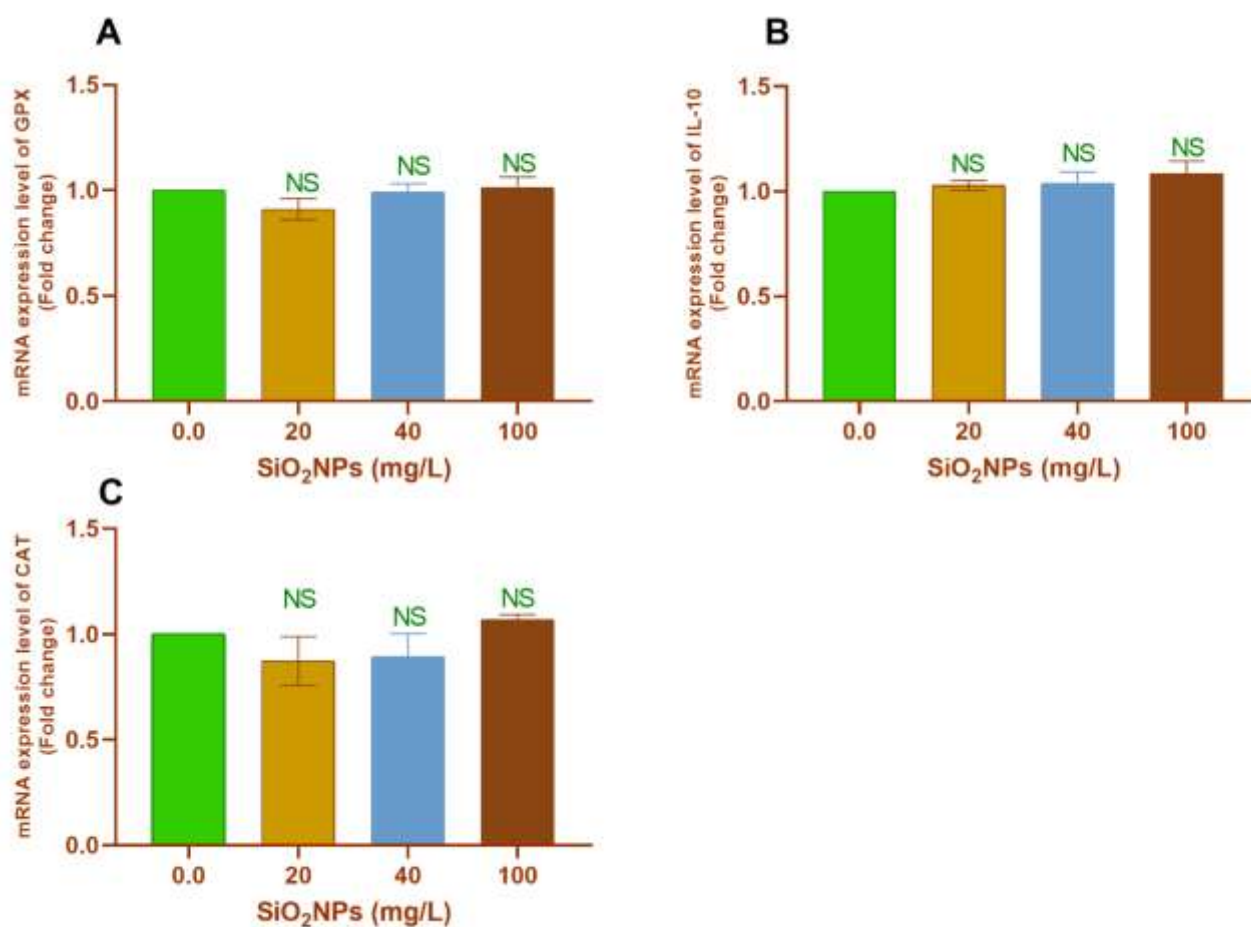 A
mRNA expression level of GPX
(Fold change)
1.5
1.0
0.5
0.0
NS
NS
NS
0.0
20
40
100
SiO₂NPs (mg/L)
B
mRNA expression level of IL-10
(Fold change)
1.5
1.0
0.5
0.0
NS
NS
NS
0.0
20
40
100
SiO₂NPs (mg/L)
C
mRNA expression level of CAT
(Fold change)
1.5
1.0
0.5
0.0
NS
NS
NS
0.0
20
40
100
SiO₂NPs (mg/L)